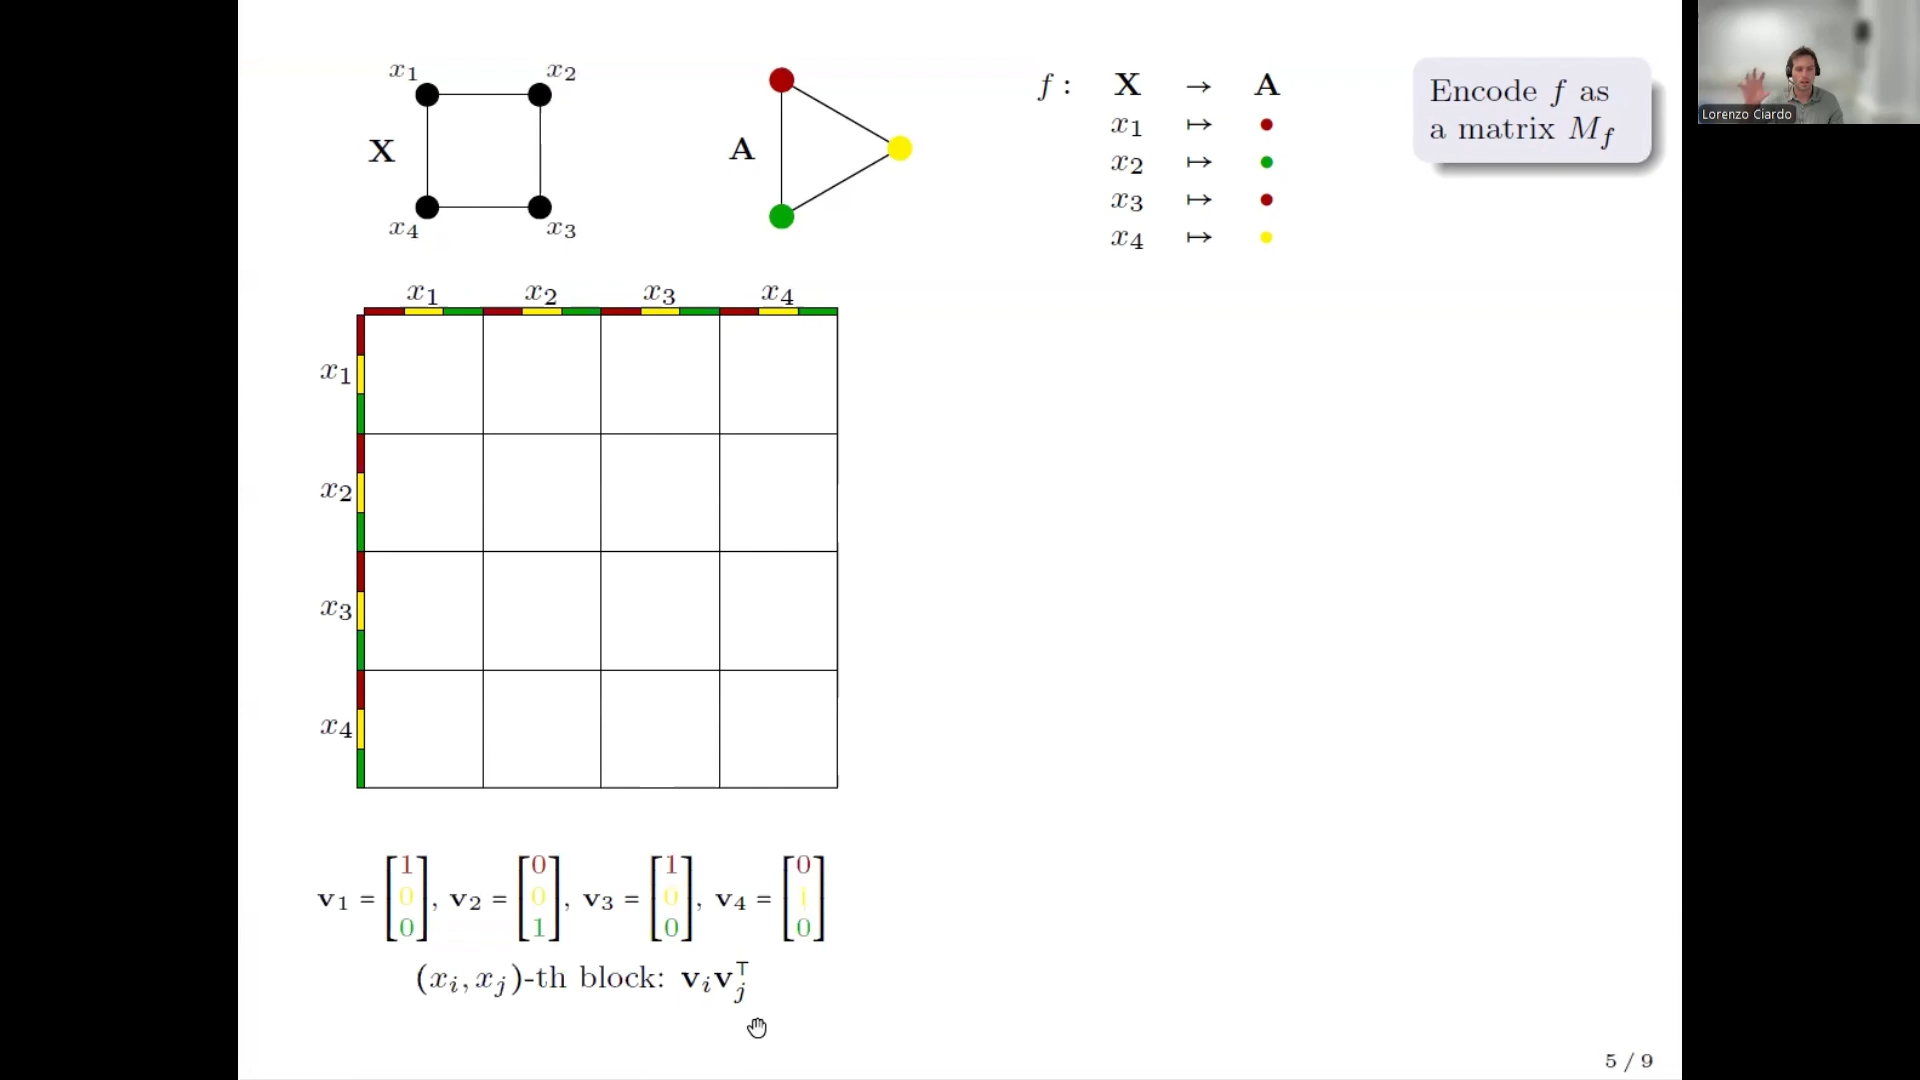 x1 x2
X
x4 x3
A
f : X → A
x1 ↦
x2 ↦
x3 ↦
x4 ↦
Encode f as
a matrix Mf
Lorenzo Ciardo
x1 x2 x3 x4
x1
x2
x3
x4
v1 = [1 0 0], v2 = [0 0 1], v3 = [1 0 0], v4 = [0 1 0]
(xi, xj)-th block: vivj⊤
5 / 9